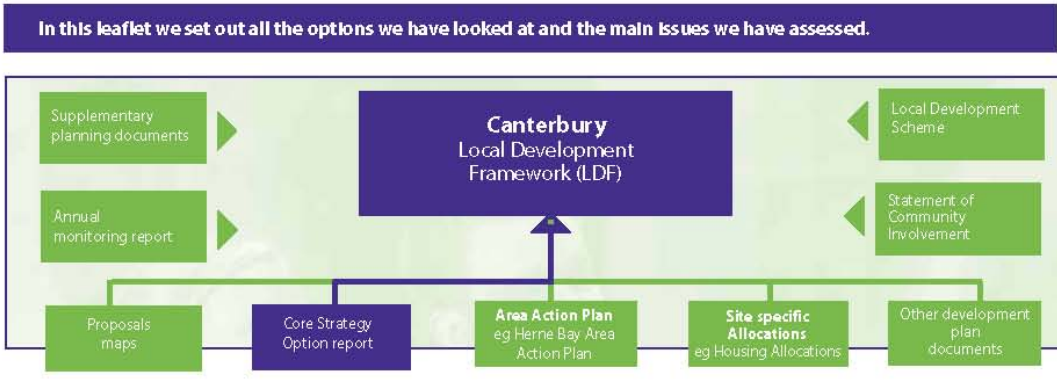 In this leaflet we set out all the options we have looked at and the main issues we have assessed.
Supplementary
planning documents
Canterbury
Local Development
Framework (LDF)
Local Development
Scheme
Annual
monitoring report
Statement of
Community
Involvement
Proposals
maps
Core Strategy
Option report
Area Action Plan
eg Herne Bay Area
Action Plan
Site specific
Allocations
eg Housing Allocations
Other development
plan
documents